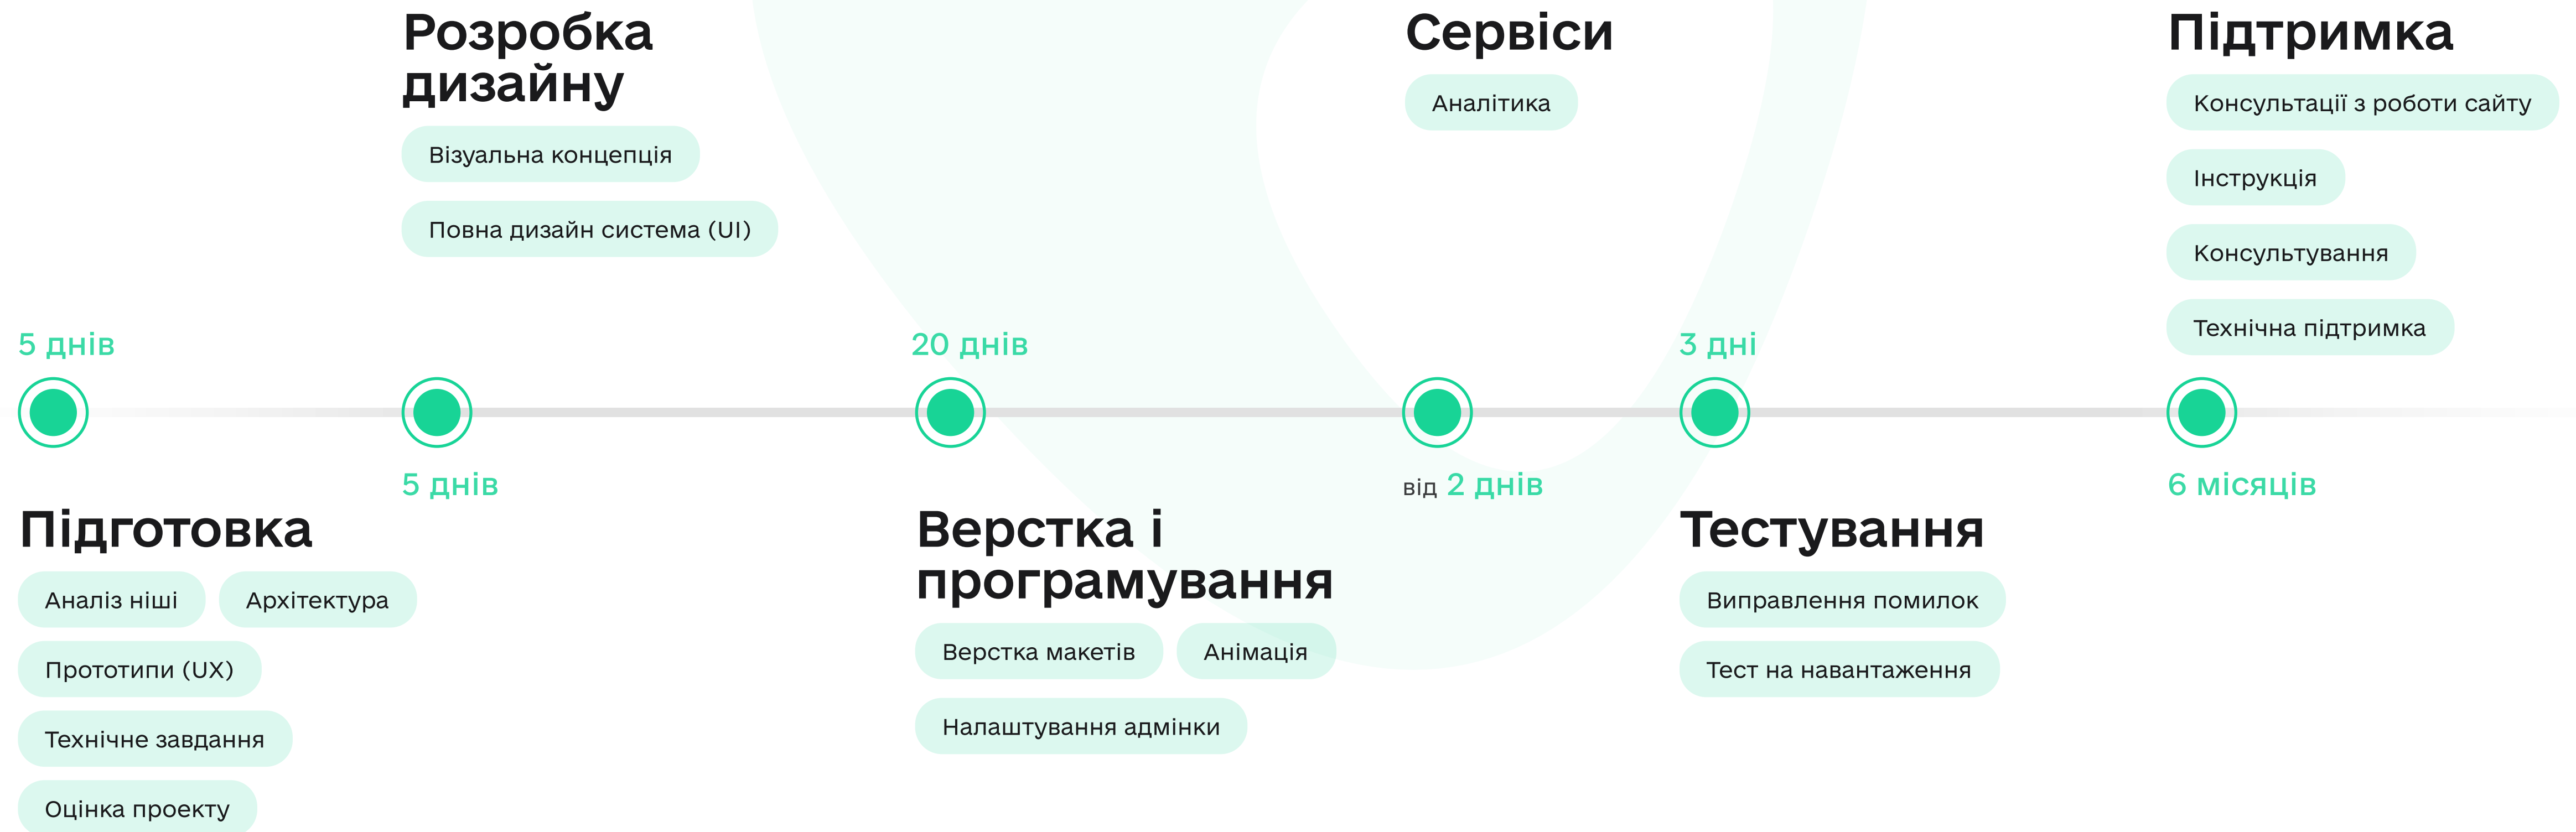 5 днів
Підготовка
Аналіз ніші
Архітектура
Прототипи (UX)
Технічне завдання
Оцінка проекту
Розробка
дизайну
Візуальна концепція
Повна дизайн система (UI)
5 днів
20 днів
Верстка і
програмування
Верстка макетів
Анімація
Налаштування адмінки
Сервіси
Аналітика
від 2 днів
3 дні
Тестування
Виправлення помилок
Тест на навантаження
Підтримка
Консультації з роботи сайту
Інструкція
Консультування
Технічна підтримка
6 місяців